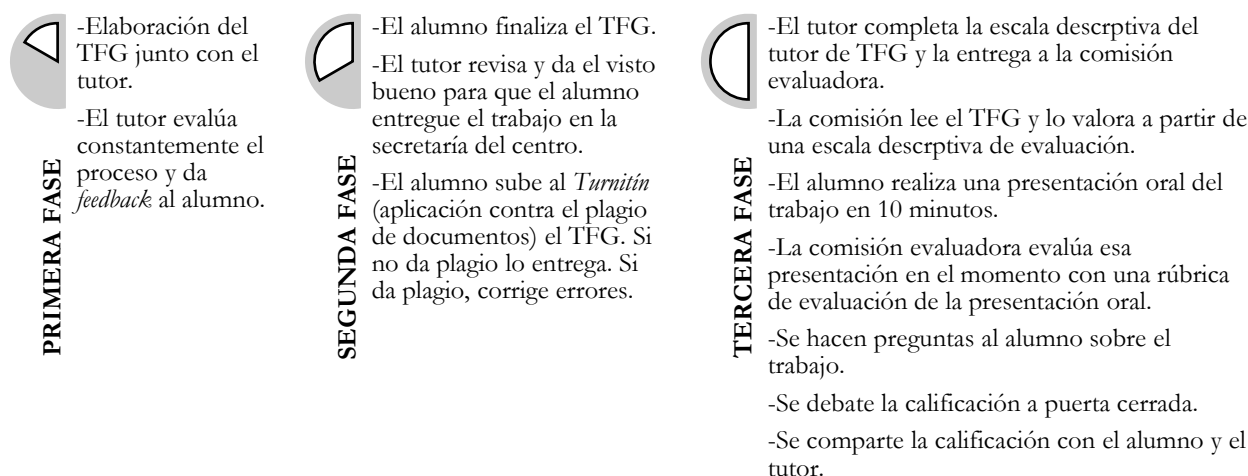 PRIMERA FASE
-Elaboración del
TFG junto con el
tutor.
-El tutor evalúa
constantemente el
proceso y da
feedback al alumno.
SEGUNDA FASE
-El alumno finaliza el TFG.
-El tutor revisa y da el visto
bueno para que el alumno
entregue el trabajo en la
secretaría del centro.
-El alumno sube al Turnitín
(aplicación contra el plagio
de documentos) el TFG. Si
no da plagio lo entrega. Si
da plagio, corrige errores.
TERCERA FASE
-El tutor completa la escala descrptiva del
tutor de TFG y la entrega a la comisión
evaluadora.
-La comisión lee el TFG y lo valora a partir de
una escala descrptiva de evaluación.
-El alumno realiza una presentación oral del
trabajo en 10 minutos.
-La comisión evaluadora evalúa esa
presentación en el momento con una rúbrica
de evaluación de la presentación oral.
-Se hacen preguntas al alumno sobre el
trabajo.
-Se debate la calificación a puerta cerrada.
-Se comparte la calificación con el alumno y el
tutor.